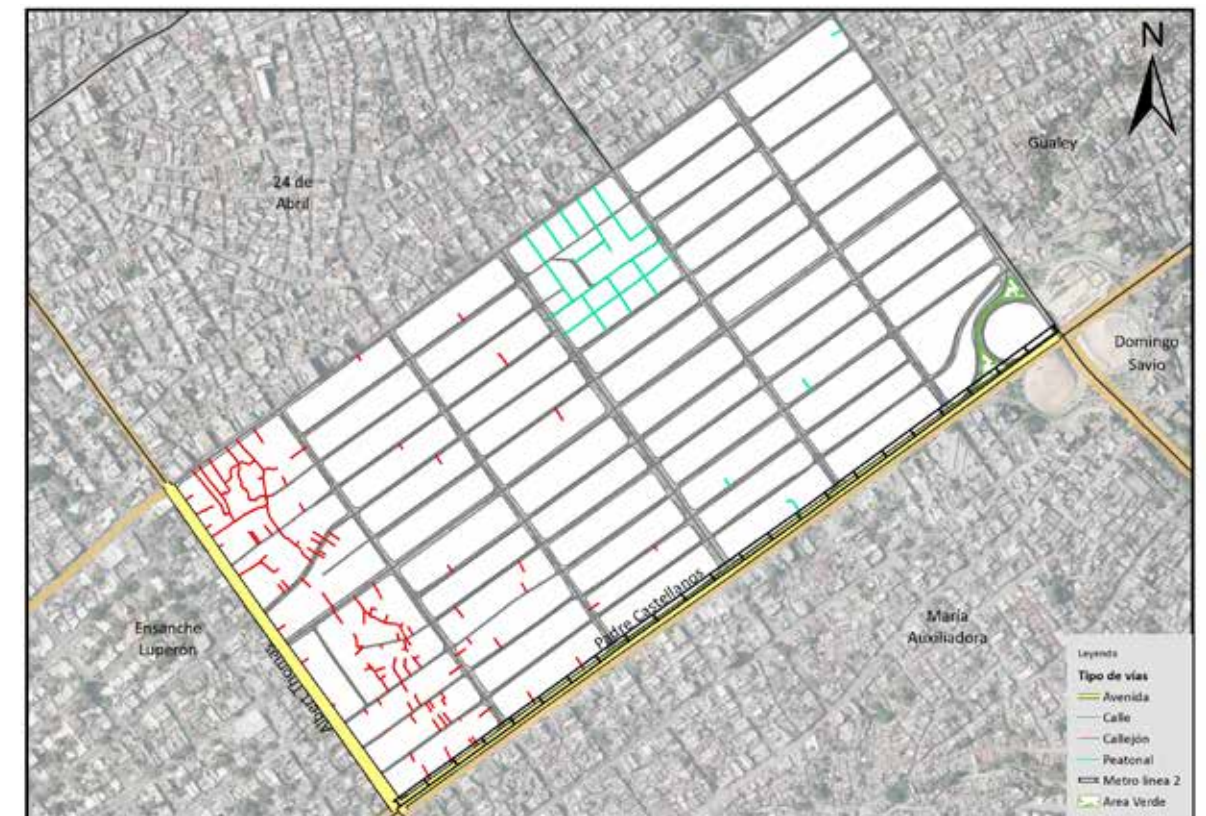 N
Gualey
24 de
Abril
Domingo
Savio
Padre Castellanos
María
Auxiliadora
Ensanche
Luperón
Albert Thomas
Leyenda
Tipo de vías
Avenida
Calle
Callejón
Peatonal
Metro linea 2
Area Verde